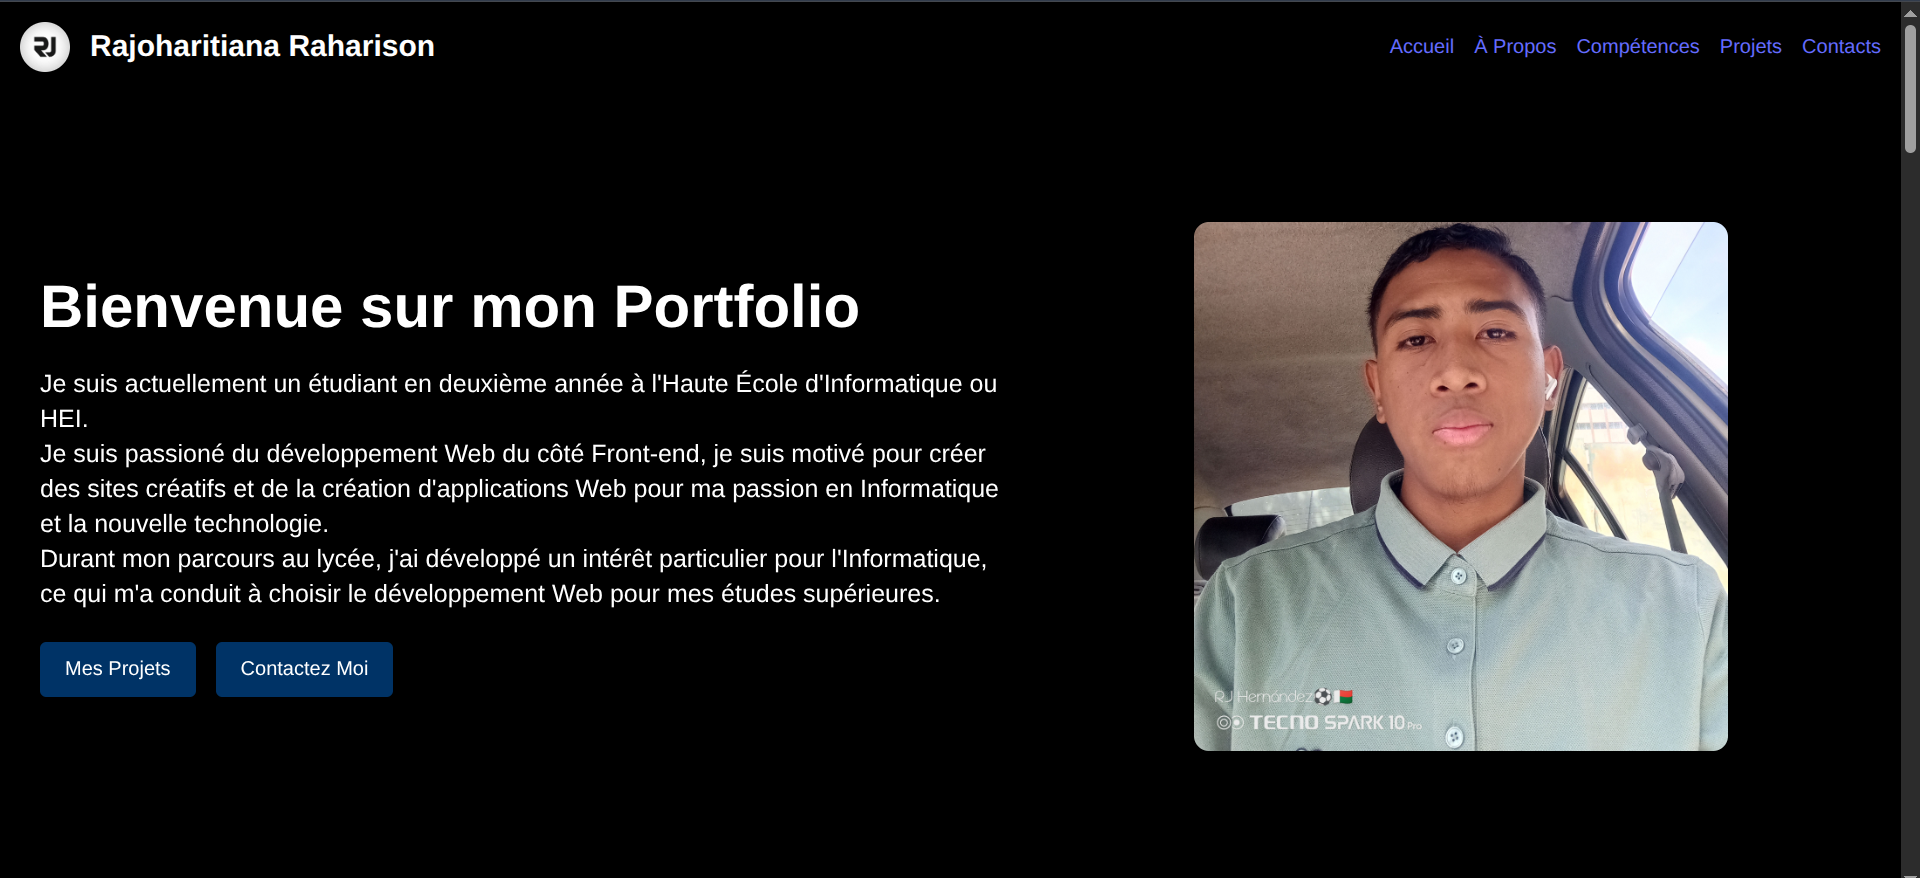 RJ Rajoharitiana Raharison
Accueil À Propos Compétences Projets Contacts
Bienvenue sur mon Portfolio
Je suis actuellement un étudiant en deuxième année à l'Haute École d'Informatique ou
HEI.
Je suis passioné du développement Web du côté Front-end, je suis motivé pour créer
des sites créatifs et de la création d'applications Web pour ma passion en Informatique
et la nouvelle technologie.
Durant mon parcours au lycée, j'ai développé un intérêt particulier pour l'Informatique,
ce qui m'a conduit à choisir le développement Web pour mes études supérieures.
Mes Projets Contactez Moi
RJ Hernández⚽🇲🇬
TECNO SPARK 10 Pro